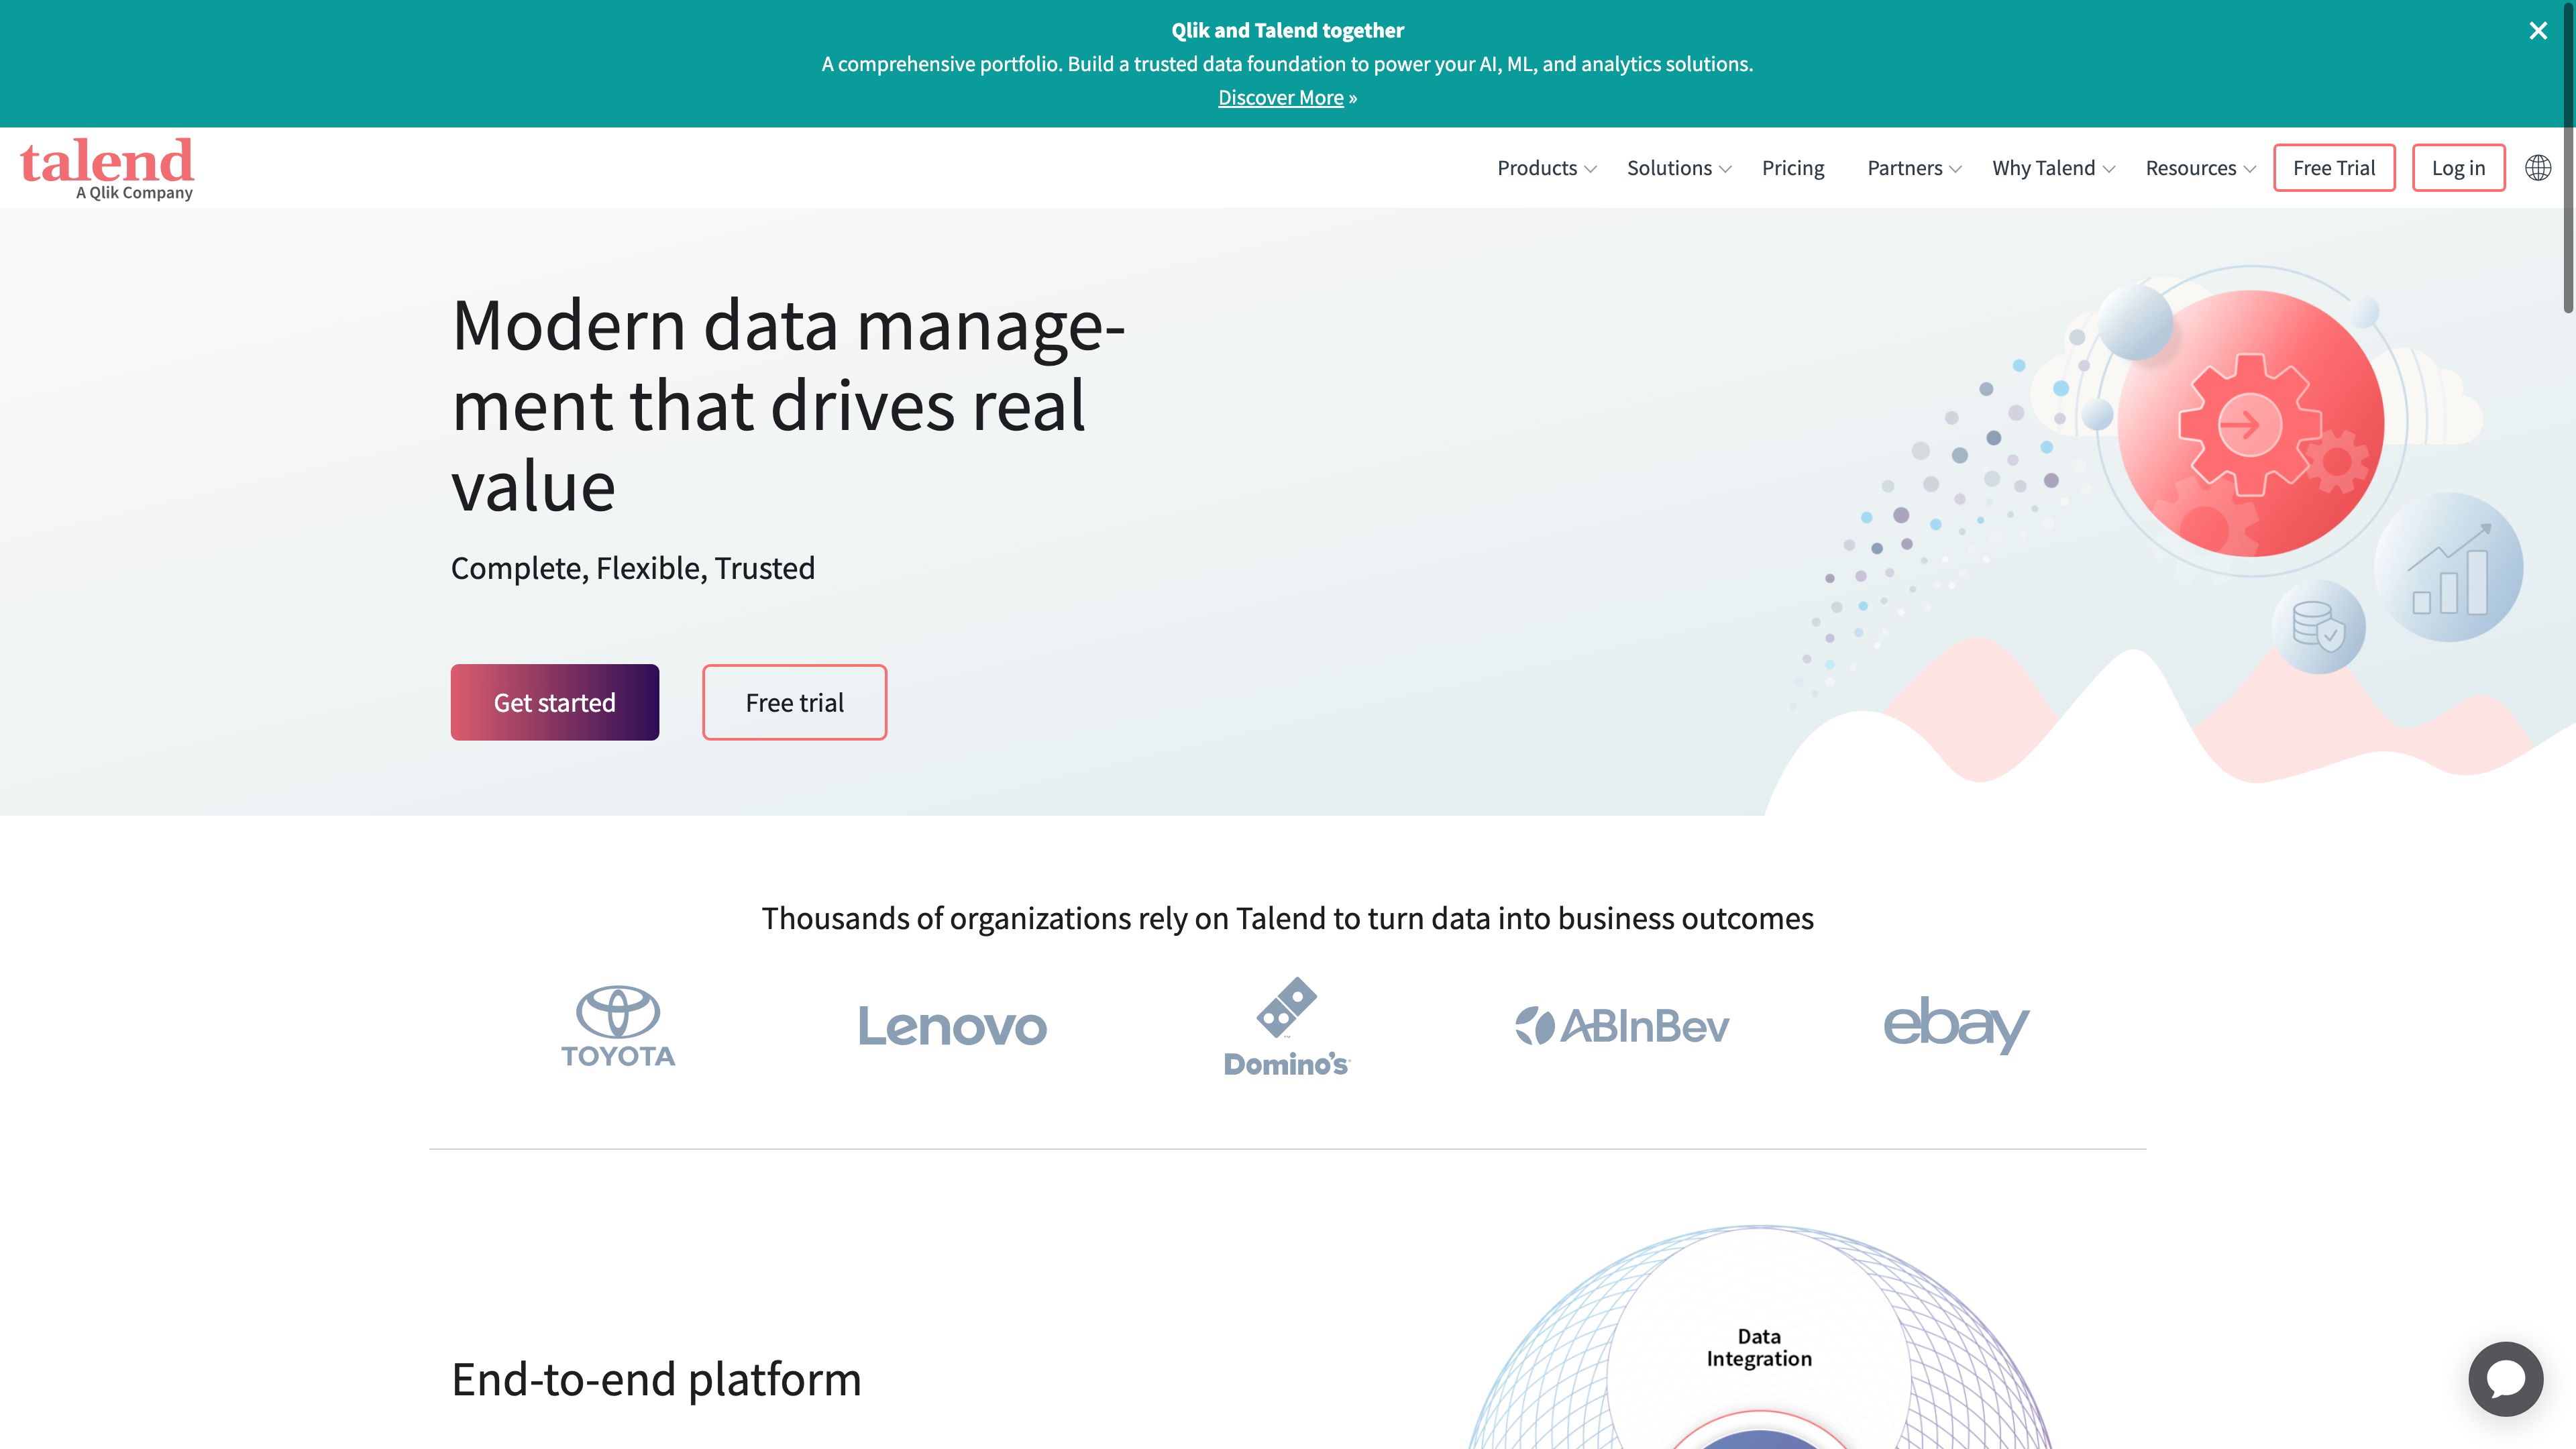 Qlik and Talend together
A comprehensive portfolio. Build a trusted data foundation to power your AI, ML, and analytics solutions.
Discover More »
talend
A Qlik Company
Products
Solutions
Pricing
Partners
Why Talend
Resources
Free Trial
Log in
Modern data manage-
ment that drives real
value
Complete, Flexible, Trusted
Get started
Free trial
Thousands of organizations rely on Talend to turn data into business outcomes
TOYOTA
Lenovo
Domino's
ABInBev
ebay
End-to-end platform
Data
Integration